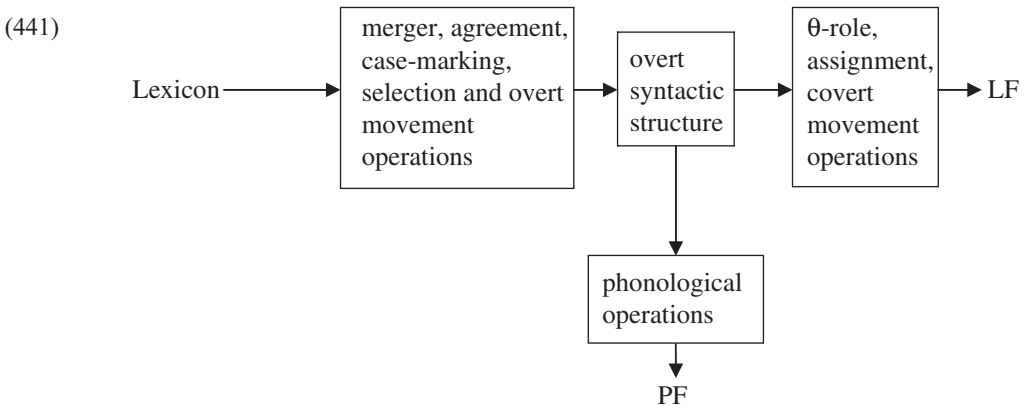 (441)
Lexicon
merger, agreement,
case-marking,
selection and overt
movement
operations
overt
syntactic
structure
θ-role,
assignment,
covert
movement
operations
LF
phonological
operations
PF